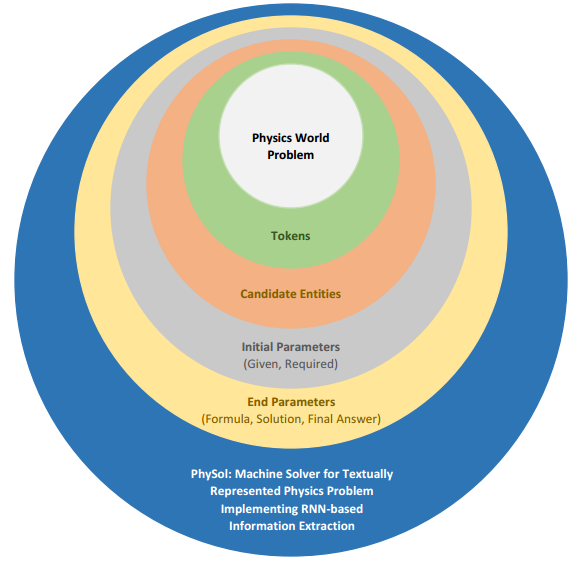 Physics World
Problem
Tokens
Candidate Entities
Initial Parameters
(Given, Required)
End Parameters
(Formula, Solution, Final Answer)
PhySol: Machine Solver for Textually
Represented Physics Problem
Implementing RNN-based
Information Extraction